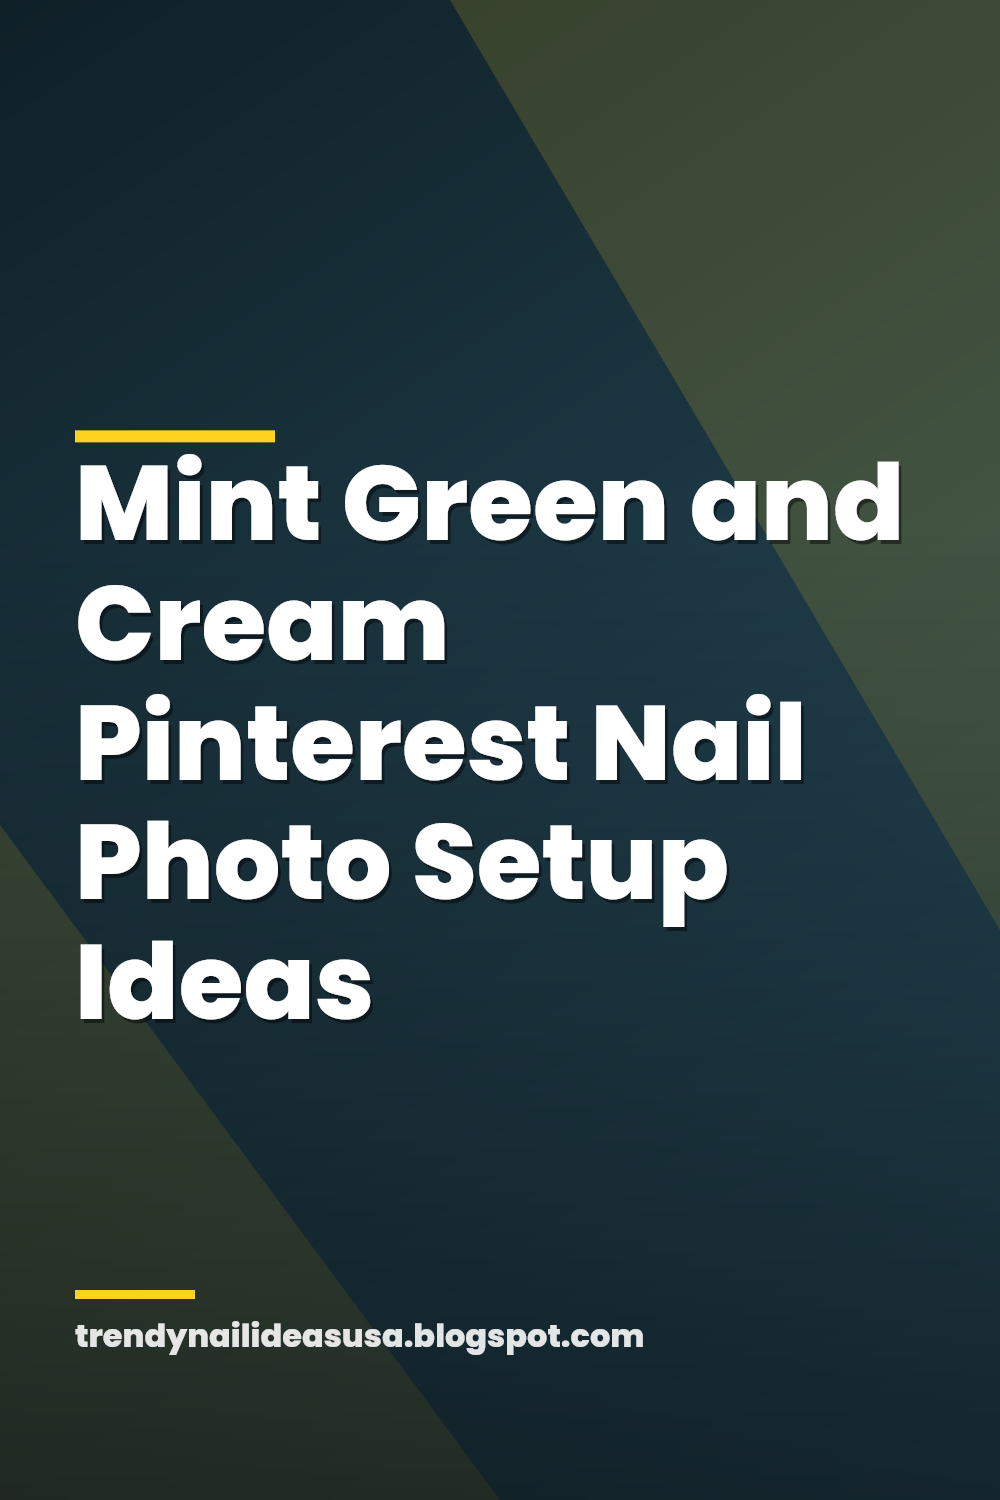 Mint Green and
Cream
Pinterest Nail
Photo Setup
Ideas
trendynailideasusa.blogspot.com